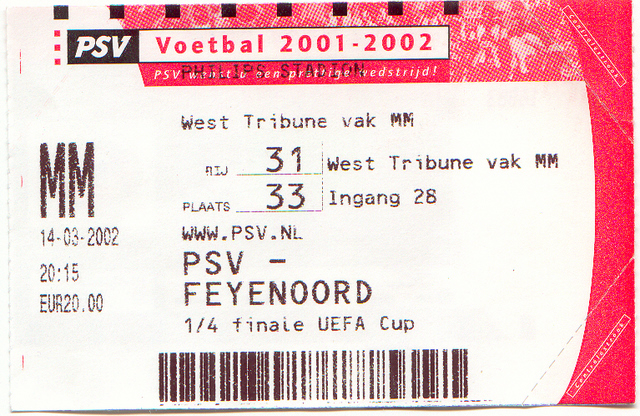 PSV Voetbal 2001-2002
PSV wenst u een prettige wedstrijd!
PHILIPS STADION
West Tribune vak MM
RIJ 31 West Tribune vak MM
PLAATS 33 Ingang 28
MM
14-03-2002
20:15
EUR20.00
WWW.PSV.NL
PSV -
FEYENOORD
1/4 finale UEFA Cup
Controlestrook
Controlestrook